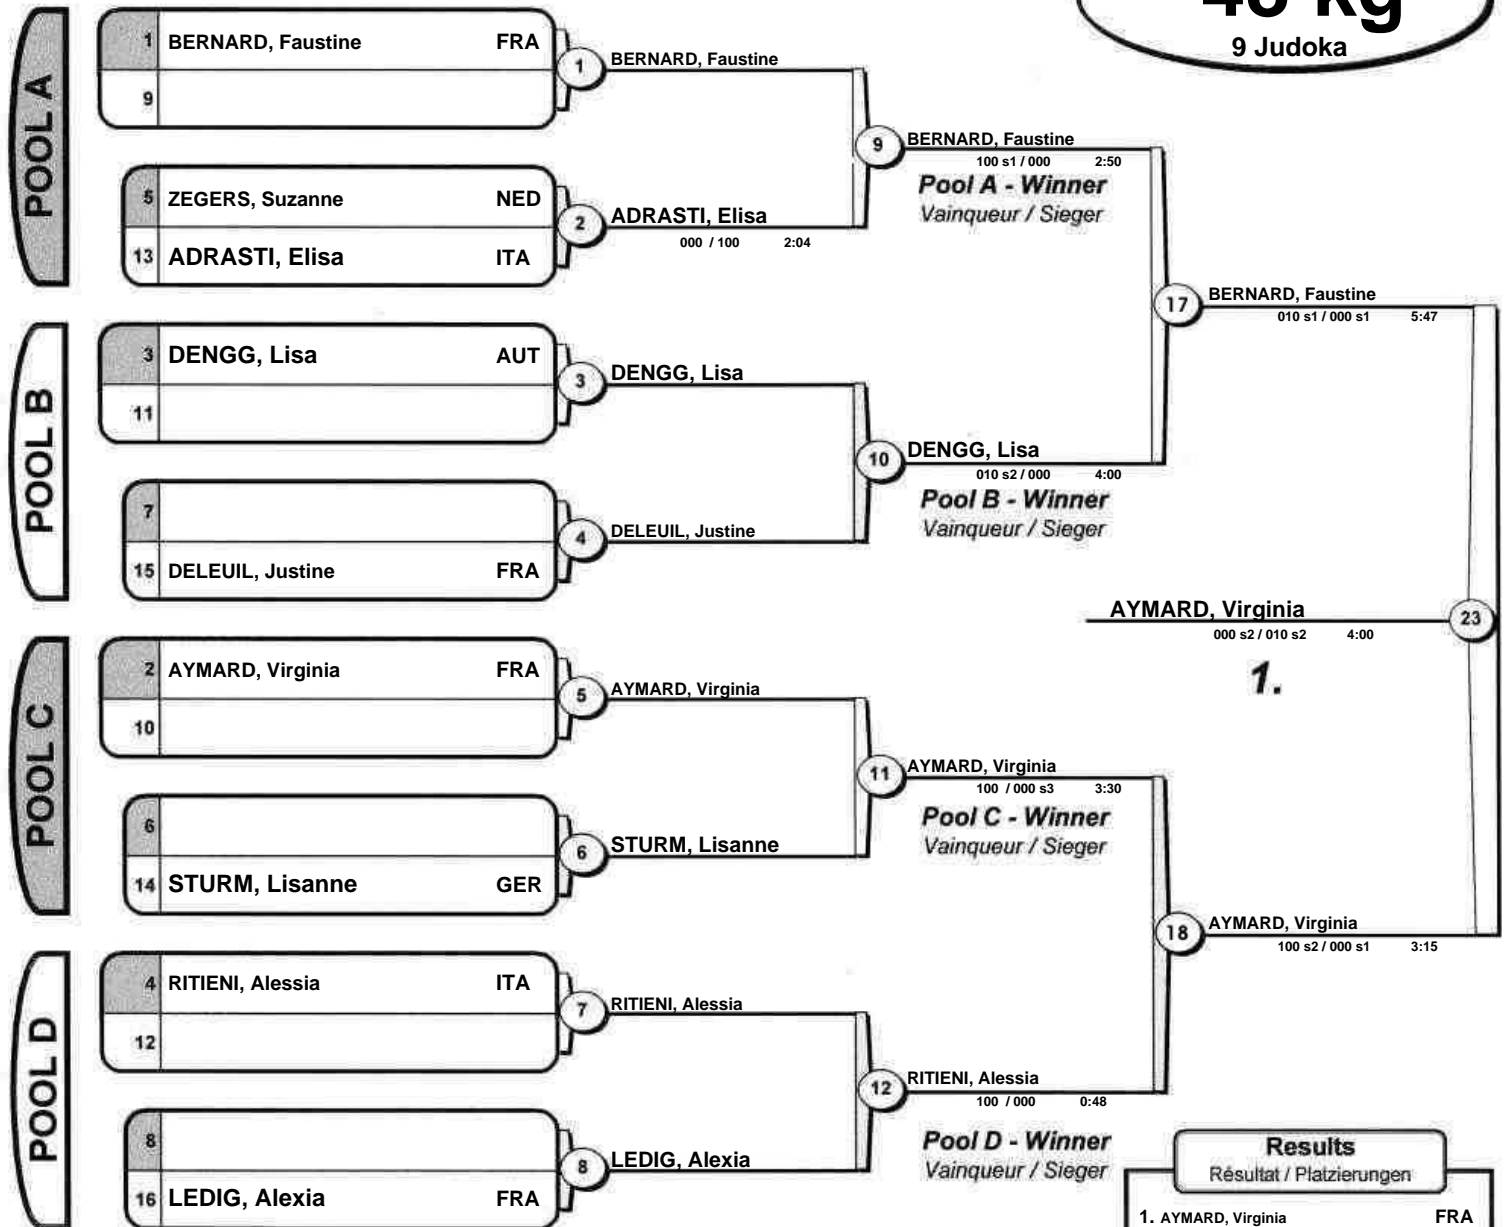 kg
9 Judoka
POOL A
1 BERNARD, Faustine FRA
9
1 BERNARD, Faustine
5 ZEGERS, Suzanne NED
13 ADRASTI, Elisa ITA
2 ADRASTI, Elisa
000 / 100 2:04
9 BERNARD, Faustine
100 s1 / 000 2:50
Pool A - Winner
Vainqueur / Sieger
POOL B
3 DENGG, Lisa AUT
11
3 DENGG, Lisa
7
15 DELEUIL, Justine FRA
4 DELEUIL, Justine
10 DENGG, Lisa
010 s2 / 000 4:00
Pool B - Winner
Vainqueur / Sieger
17 BERNARD, Faustine
010 s1 / 000 s1 5:47
POOL C
2 AYMARD, Virginia FRA
10
5 AYMARD, Virginia
6
14 STURM, Lisanne GER
6 STURM, Lisanne
11 AYMARD, Virginia
100 / 000 s3 3:30
Pool C - Winner
Vainqueur / Sieger
POOL D
4 RITIENI, Alessia ITA
12
7 RITIENI, Alessia
8
16 LEDIG, Alexia FRA
8 LEDIG, Alexia
12 RITIENI, Alessia
100 / 000 0:48
Pool D - Winner
Vainqueur / Sieger
18 AYMARD, Virginia
100 s2 / 000 s1 3:15
AYMARD, Virginia 23
000 s2 / 010 s2 4:00
1.
Results
Résultat / Platzierungen
1. AYMARD, Virginia FRA